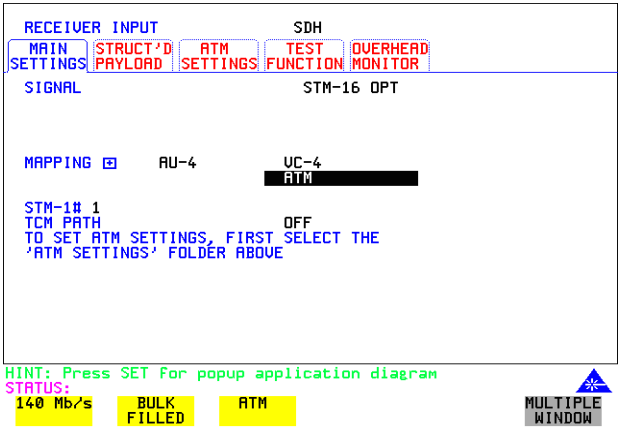 RECEIVER INPUT SDH
MAIN STRUCT'D ATM TEST OVERHEAD
SETTINGS PAYLOAD SETTINGS FUNCTION MONITOR
SIGNAL STM-16 OPT
MAPPING + AU-4 VC-4
ATM
STM-1# 1
TCM PATH OFF
TO SET ATM SETTINGS, FIRST SELECT THE
'ATM SETTINGS' FOLDER ABOVE
HINT: Press SET for popup application diagram
STATUS:
140 Mb/s BULK ATM MULTIPLE
FILLED WINDOW